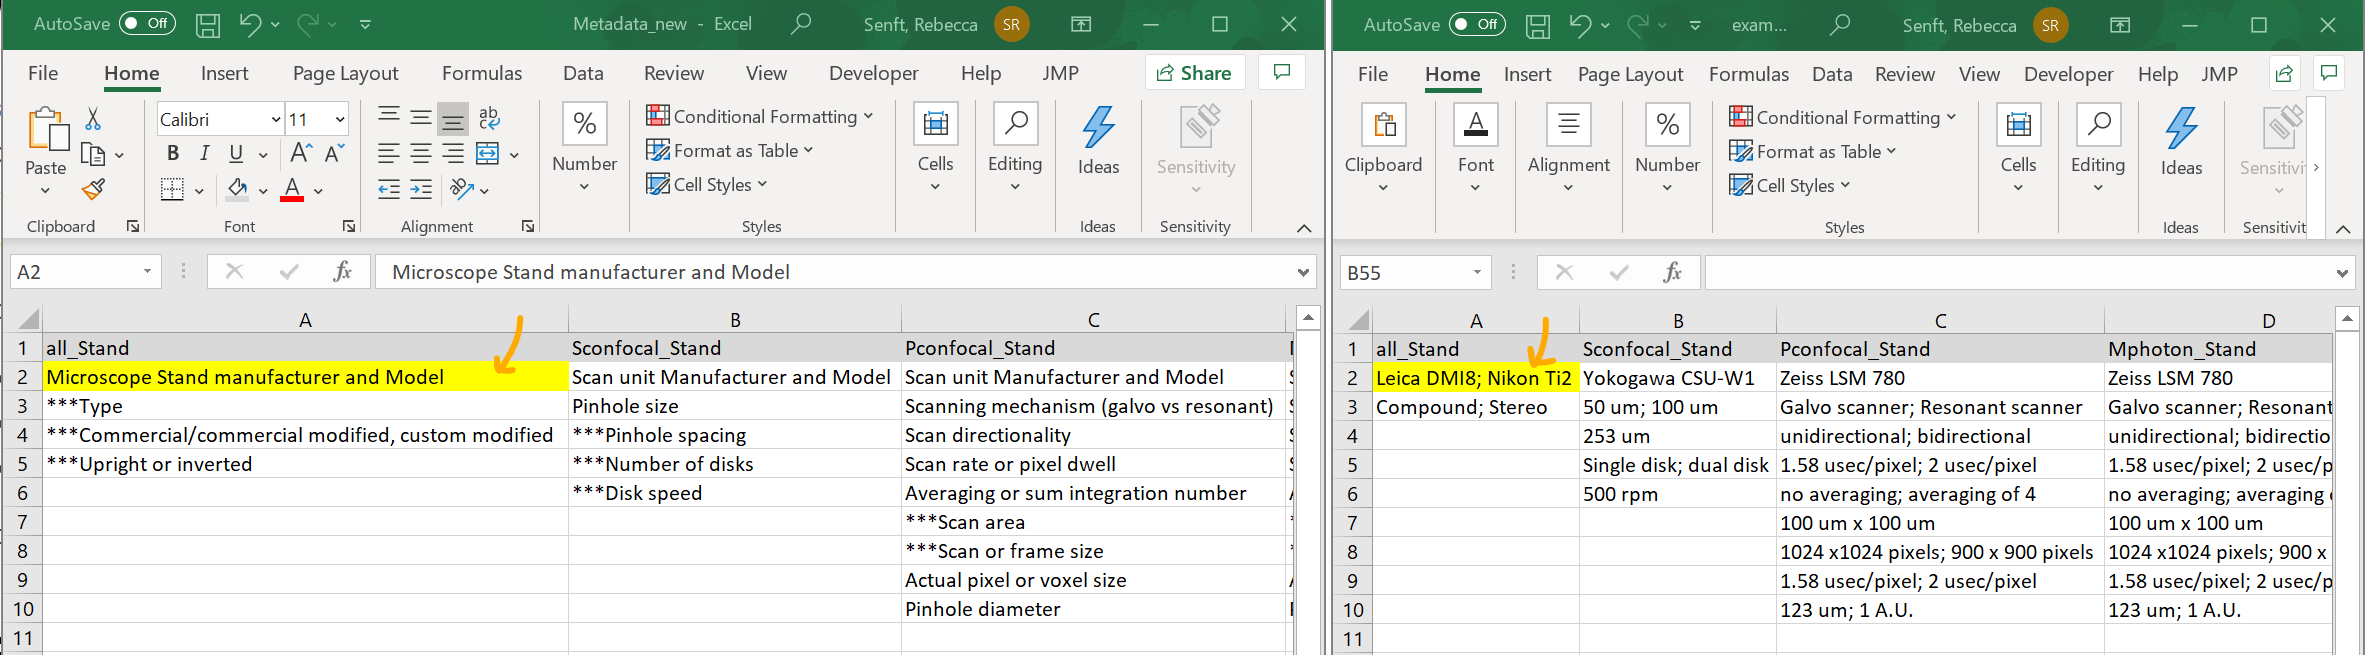 AutoSave Off Metadata_new - Excel Senft, Rebecca SR
File Home Insert Page Layout Formulas Data Review View Developer Help JMP Share
Calibri 11
Paste B I U A A A ab % Number
Conditional Formatting
Format as Table
Cell Styles
Cells Editing Ideas Sensitivity
Clipboard Font Alignment Styles Ideas Sensitivity
A2 fx Microscope Stand manufacturer and Model
A B C
1 all_Stand Sconfocal_Stand Pconfocal_Stand
2 Microscope Stand manufacturer and Model Scan unit Manufacturer and Model Scan unit Manufacturer and Model
3 ***Type Pinhole size Scanning mechanism (galvo vs resonant)
4 ***Commercial/commercial modified, custom modified ***Pinhole spacing Scan directionality
5 ***Upright or inverted ***Number of disks Scan rate or pixel dwell
6 ***Disk speed Averaging or sum integration number
7 ***Scan area
8 ***Scan or frame size
9 Actual pixel or voxel size
10 Pinhole diameter
11
AutoSave Off exam... Senft, Rebecca SR
File Home Insert Page Layout Formulas Data Review View Developer Help JMP
Clipboard Font Alignment % Number
Conditional Formatting
Format as Table
Cell Styles
Cells Editing Ideas Sensitivi
Styles Ideas Sensitivit
B55 fx
A B C D
1 all_Stand Sconfocal_Stand Pconfocal_Stand Mphoton_Stand
2 Leica DMI8; Nikon Ti2 Yokogawa CSU-W1 Zeiss LSM 780 Zeiss LSM 780
3 Compound; Stereo 50 um; 100 um Galvo scanner; Resonant scanner Galvo scanner; Resonant
4 253 um unidirectional; bidirectional unidirectional; bidirectio
5 Single disk; dual disk 1.58 usec/pixel; 2 usec/pixel 1.58 usec/pixel; 2 usec/p
6 500 rpm no averaging; averaging of 4 no averaging; averaging
7 100 um x 100 um 100 um x 100 um
8 1024 x1024 pixels; 900 x 900 pixels 1024 x1024 pixels; 900 x
9 1.58 usec/pixel; 2 usec/pixel 1.58 usec/pixel; 2 usec/p
10 123 um; 1 A.U. 123 um; 1 A.U.
11